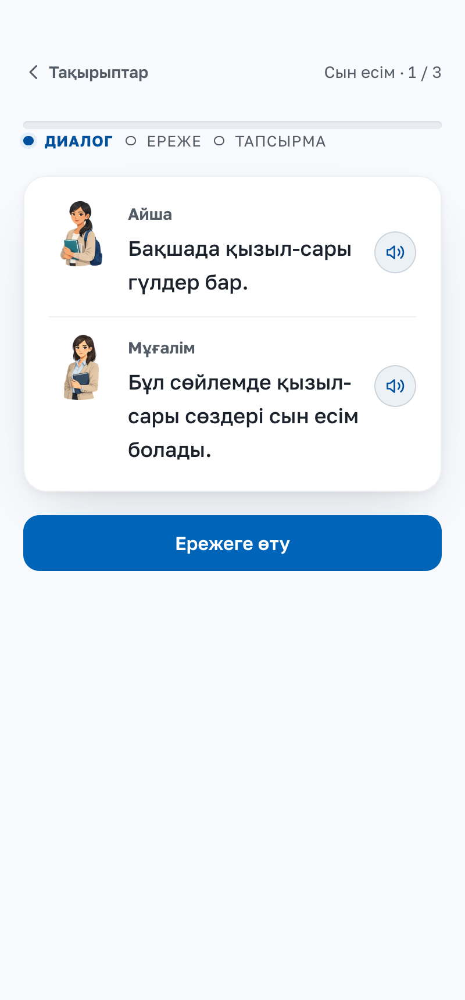 Тақырыптар
Сын есім · 1 / 3
ДИАЛОГ ЕРЕЖЕ ТАПСЫРМА
Айша
Бақшада қызыл-сары
гүлдер бар.
Мұғалім
Бұл сөйлемде қызыл-
сары сөздері сын есім
болады.
Ережеге өту